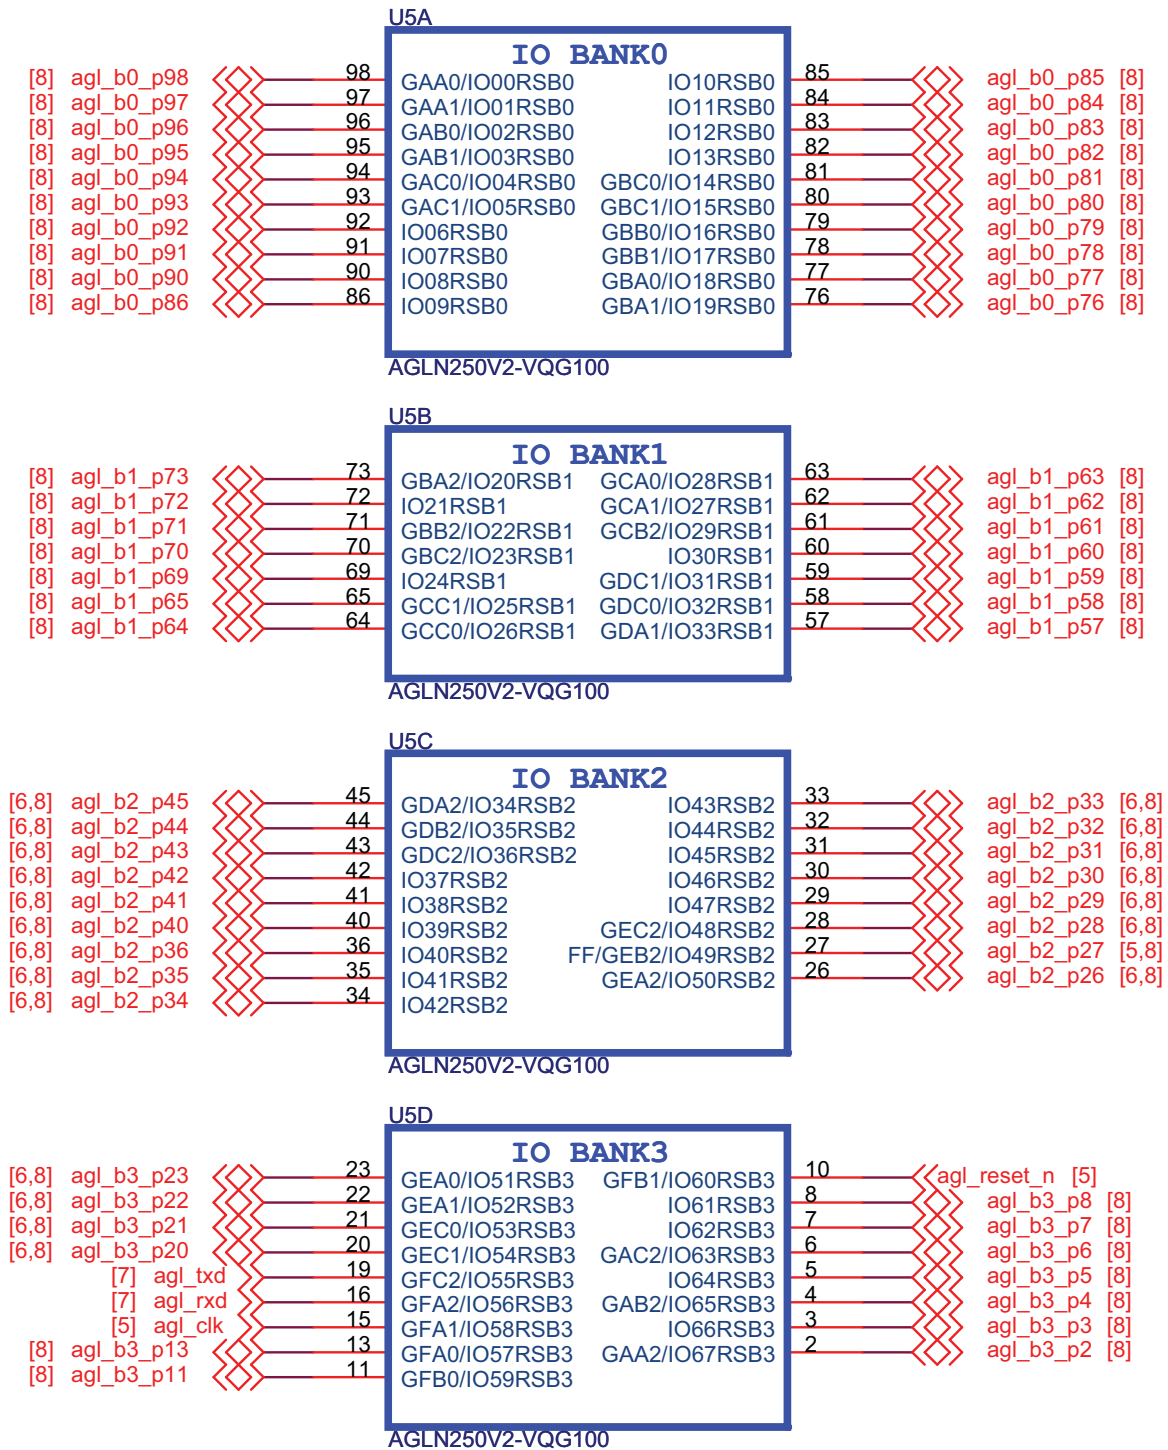 U5A
IO BANK0
[8] agl_b0_p98 98 GAA0/IO00RSB0 IO10RSB0 85 agl_b0_p85 [8]
[8] agl_b0_p97 97 GAA1/IO01RSB0 IO11RSB0 84 agl_b0_p84 [8]
[8] agl_b0_p96 96 GAB0/IO02RSB0 IO12RSB0 83 agl_b0_p83 [8]
[8] agl_b0_p95 95 GAB1/IO03RSB0 IO13RSB0 82 agl_b0_p82 [8]
[8] agl_b0_p94 94 GAC0/IO04RSB0 GBC0/IO14RSB0 81 agl_b0_p81 [8]
[8] agl_b0_p93 93 GAC1/IO05RSB0 GBC1/IO15RSB0 80 agl_b0_p80 [8]
[8] agl_b0_p92 92 IO06RSB0 GBB0/IO16RSB0 79 agl_b0_p79 [8]
[8] agl_b0_p91 91 IO07RSB0 GBB1/IO17RSB0 78 agl_b0_p78 [8]
[8] agl_b0_p90 90 IO08RSB0 GBA0/IO18RSB0 77 agl_b0_p77 [8]
[8] agl_b0_p86 86 IO09RSB0 GBA1/IO19RSB0 76 agl_b0_p76 [8]
AGLN250V2-VQG100
U5B
IO BANK1
[8] agl_b1_p73 73 GBA2/IO20RSB1 GCA0/IO28RSB1 63 agl_b1_p63 [8]
[8] agl_b1_p72 72 IO21RSB1 GCA1/IO27RSB1 62 agl_b1_p62 [8]
[8] agl_b1_p71 71 GBB2/IO22RSB1 GCB2/IO29RSB1 61 agl_b1_p61 [8]
[8] agl_b1_p70 70 GBC2/IO23RSB1 IO30RSB1 60 agl_b1_p60 [8]
[8] agl_b1_p69 69 IO24RSB1 GDC1/IO31RSB1 59 agl_b1_p59 [8]
[8] agl_b1_p65 65 GCC1/IO25RSB1 GDC0/IO32RSB1 58 agl_b1_p58 [8]
[8] agl_b1_p64 64 GCC0/IO26RSB1 GDA1/IO33RSB1 57 agl_b1_p57 [8]
AGLN250V2-VQG100
U5C
IO BANK2
[6,8] agl_b2_p45 45 GDA2/IO34RSB2 IO43RSB2 33 agl_b2_p33 [6,8]
[6,8] agl_b2_p44 44 GDB2/IO35RSB2 IO44RSB2 32 agl_b2_p32 [6,8]
[6,8] agl_b2_p43 43 GDC2/IO36RSB2 IO45RSB2 31 agl_b2_p31 [6,8]
[6,8] agl_b2_p42 42 IO37RSB2 IO46RSB2 30 agl_b2_p30 [6,8]
[6,8] agl_b2_p41 41 IO38RSB2 IO47RSB2 29 agl_b2_p29 [6,8]
[6,8] agl_b2_p40 40 IO39RSB2 GEC2/IO48RSB2 28 agl_b2_p28 [6,8]
[6,8] agl_b2_p36 36 IO40RSB2 FF/GEB2/IO49RSB2 27 agl_b2_p27 [5,8]
[6,8] agl_b2_p35 35 IO41RSB2 GEA2/IO50RSB2 26 agl_b2_p26 [6,8]
[6,8] agl_b2_p34 34 IO42RSB2
AGLN250V2-VQG100
U5D
IO BANK3
[6,8] agl_b3_p23 23 GEA0/IO51RSB3 GFB1/IO60RSB3 10 agl_reset_n [5]
[6,8] agl_b3_p22 22 GEA1/IO52RSB3 IO61RSB3 8 agl_b3_p8 [8]
[6,8] agl_b3_p21 21 GEC0/IO53RSB3 IO62RSB3 7 agl_b3_p7 [8]
[6,8] agl_b3_p20 20 GEC1/IO54RSB3 GAC2/IO63RSB3 6 agl_b3_p6 [8]
[7] agl_txd 19 GFC2/IO55RSB3 IO64RSB3 5 agl_b3_p5 [8]
[7] agl_rxd 16 GFA2/IO56RSB3 GAB2/IO65RSB3 4 agl_b3_p4 [8]
[5] agl_clk 15 GFA1/IO58RSB3 IO66RSB3 3 agl_b3_p3 [8]
[8] agl_b3_p13 13 GFA0/IO57RSB3 GAA2/IO67RSB3 2 agl_b3_p2 [8]
[8] agl_b3_p11 11 GFB0/IO59RSB3
AGLN250V2-VQG100